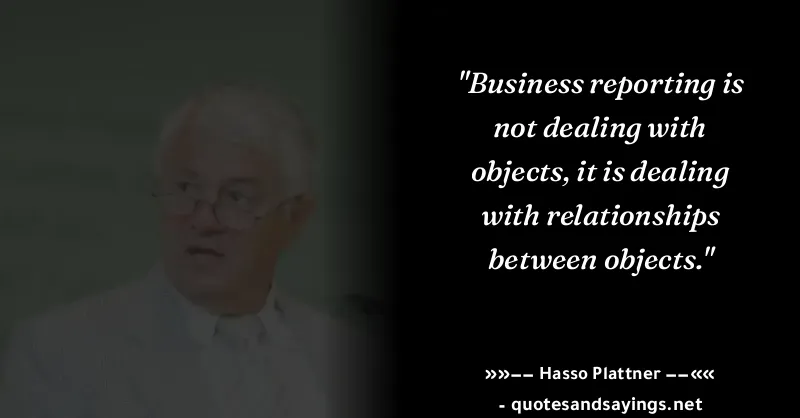 "Business reporting is
not dealing with
objects, it is dealing
with relationships
between objects."
»»−− Hasso Plattner −−««
- quotesandsayings.net